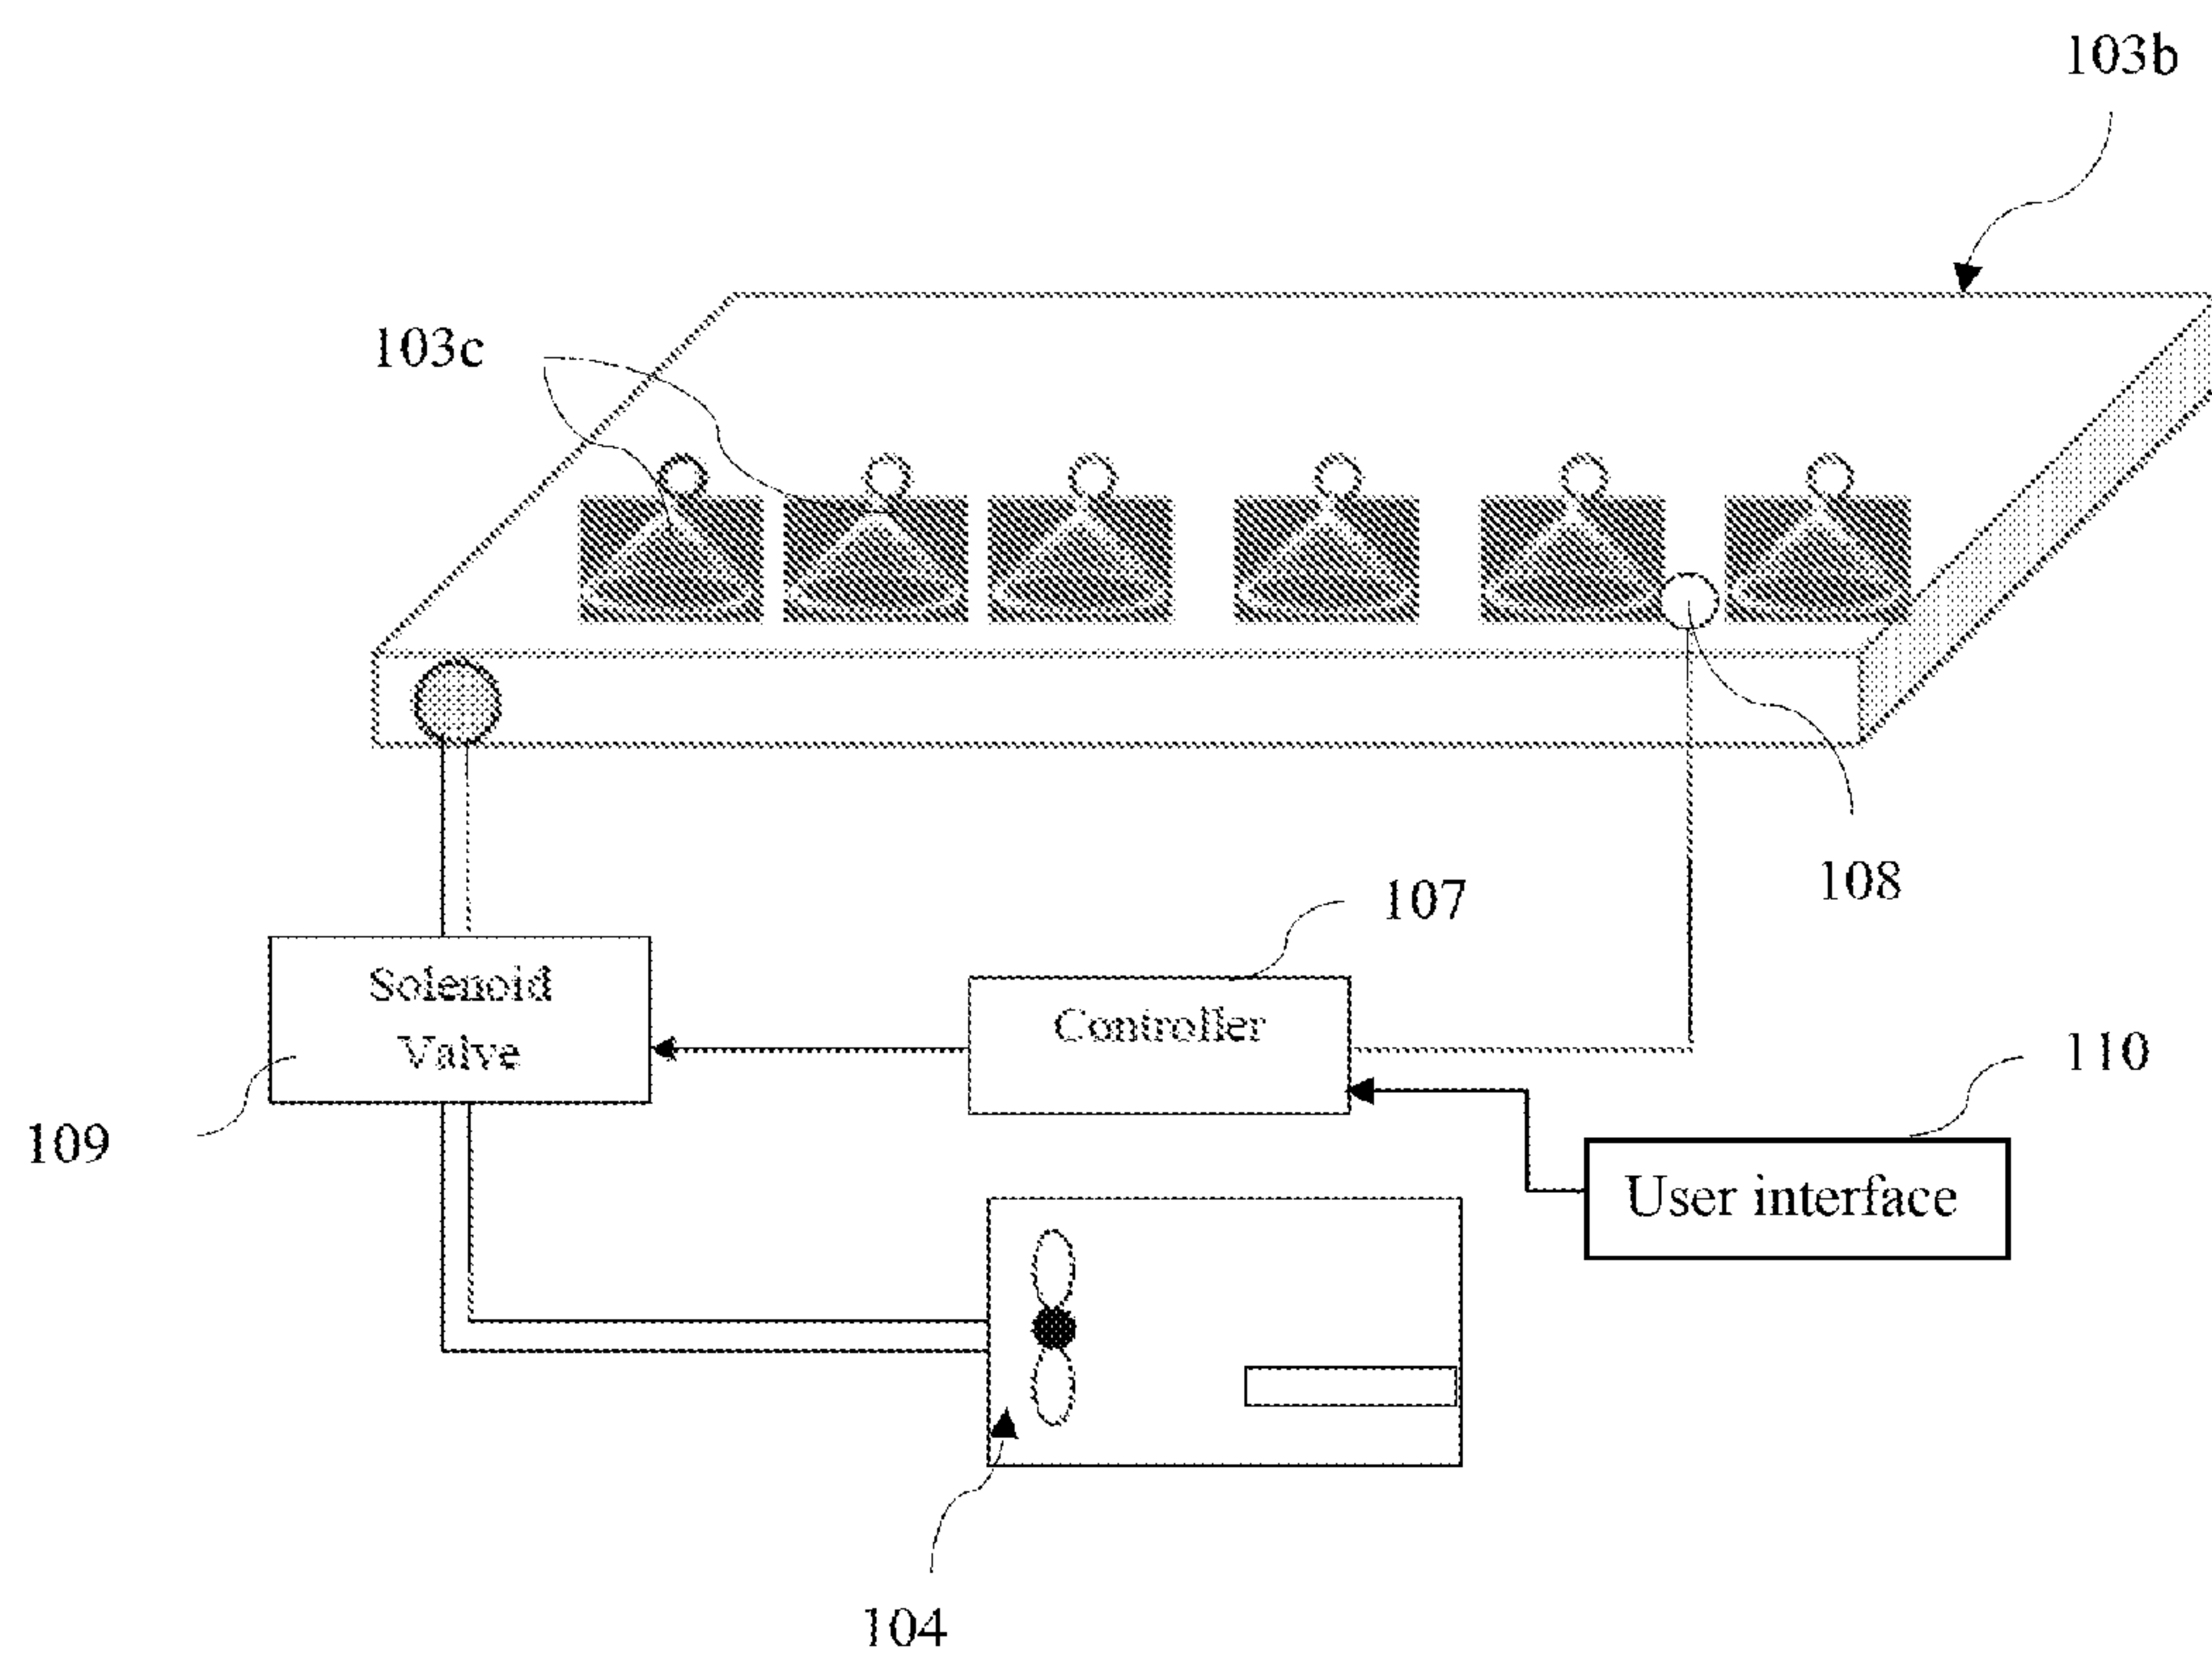 103b
103c
108
107
Solenoid
Valve
Controller
110
109
User interface
104